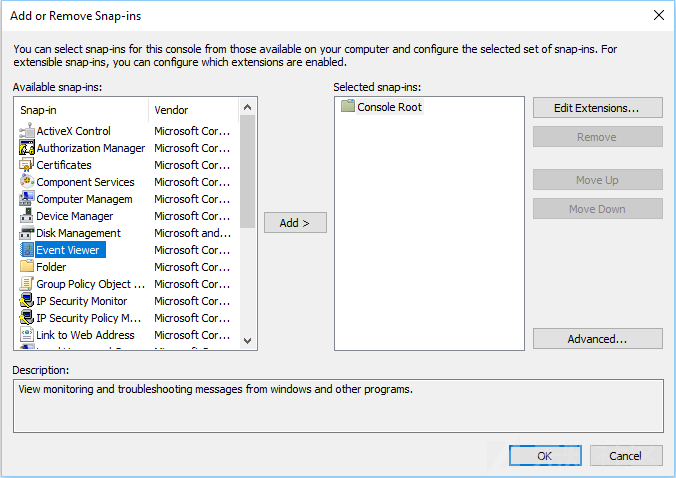 Add or Remove Snap-ins
You can select snap-ins for this console from those available on your computer and configure the selected set of snap-ins. For
extensible snap-ins, you can configure which extensions are enabled.
Available snap-ins:
Snap-in Vendor
ActiveX Control Microsoft Cor...
Authorization Manager Microsoft Cor...
Certificates Microsoft Cor...
Component Services Microsoft Cor...
Computer Managem Microsoft Cor...
Device Manager Microsoft Cor...
Disk Management Microsoft and...
Event Viewer Microsoft Cor...
Folder Microsoft Cor...
Group Policy Object ... Microsoft Cor...
IP Security Monitor Microsoft Cor...
IP Security Policy M... Microsoft Cor...
Link to Web Address Microsoft Cor...
Add >
Selected snap-ins:
Console Root
Edit Extensions...
Remove
Move Up
Move Down
Advanced...
Description:
View monitoring and troubleshooting messages from windows and other programs.
OK
Cancel